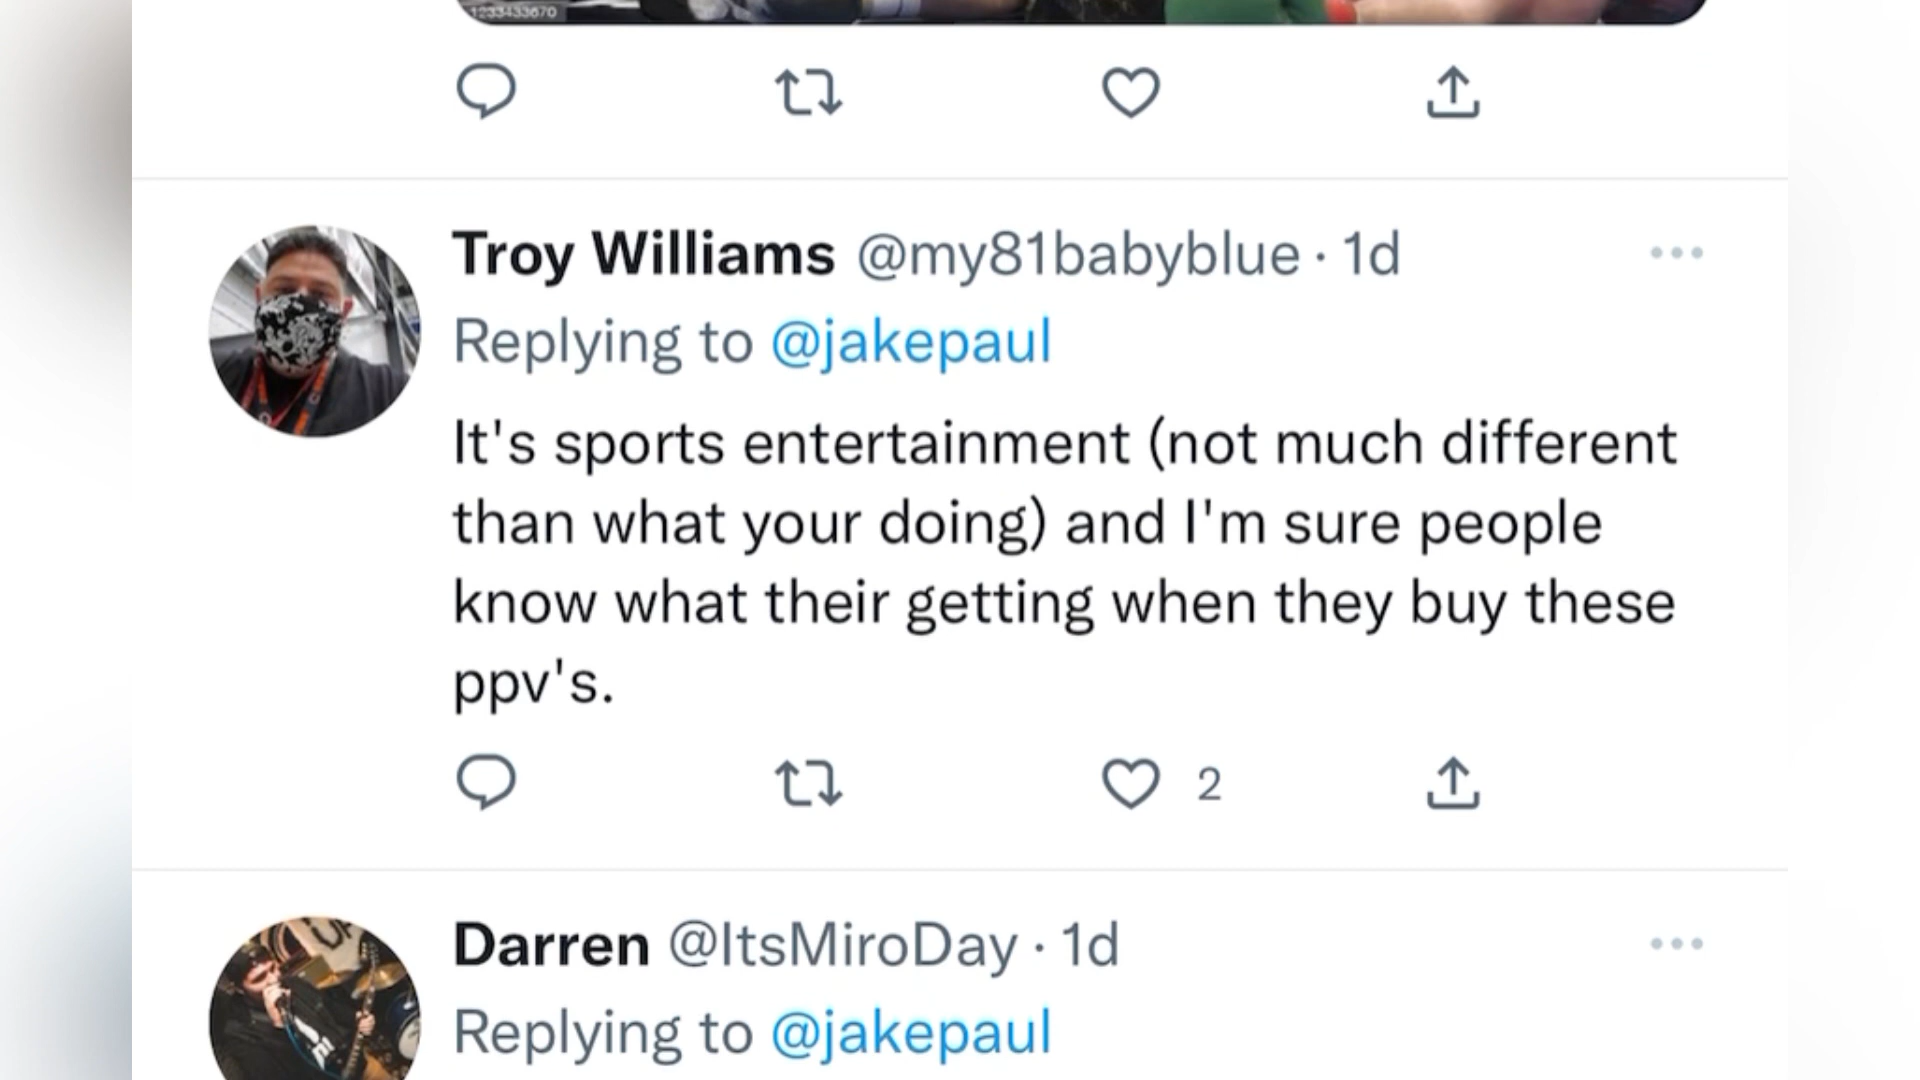 1233433670
Troy Williams @my81babyblue · 1d
Replying to @jakepaul
It's sports entertainment (not much different
than what your doing) and I'm sure people
know what their getting when they buy these
ppv's.
2
Darren @ItsMiroDay · 1d
Replying to @jakepaul